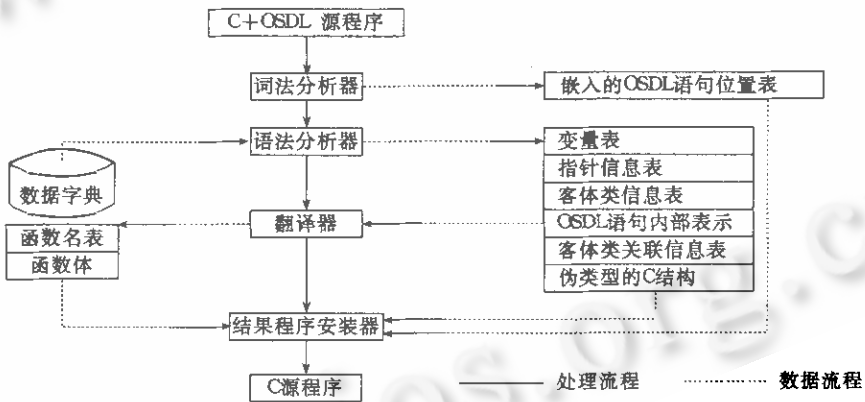 C+OSDL 源程序
词法分析器
嵌入的OSDL语句位置表
语法分析器
变量表
指针信息表
客体类信息表
OSDL语句内部表示
客体类关联信息表
伪类型的C结构
数据字典
翻译器
函数名表
函数体
结果程序安装器
C源程序
处理流程
数据流程